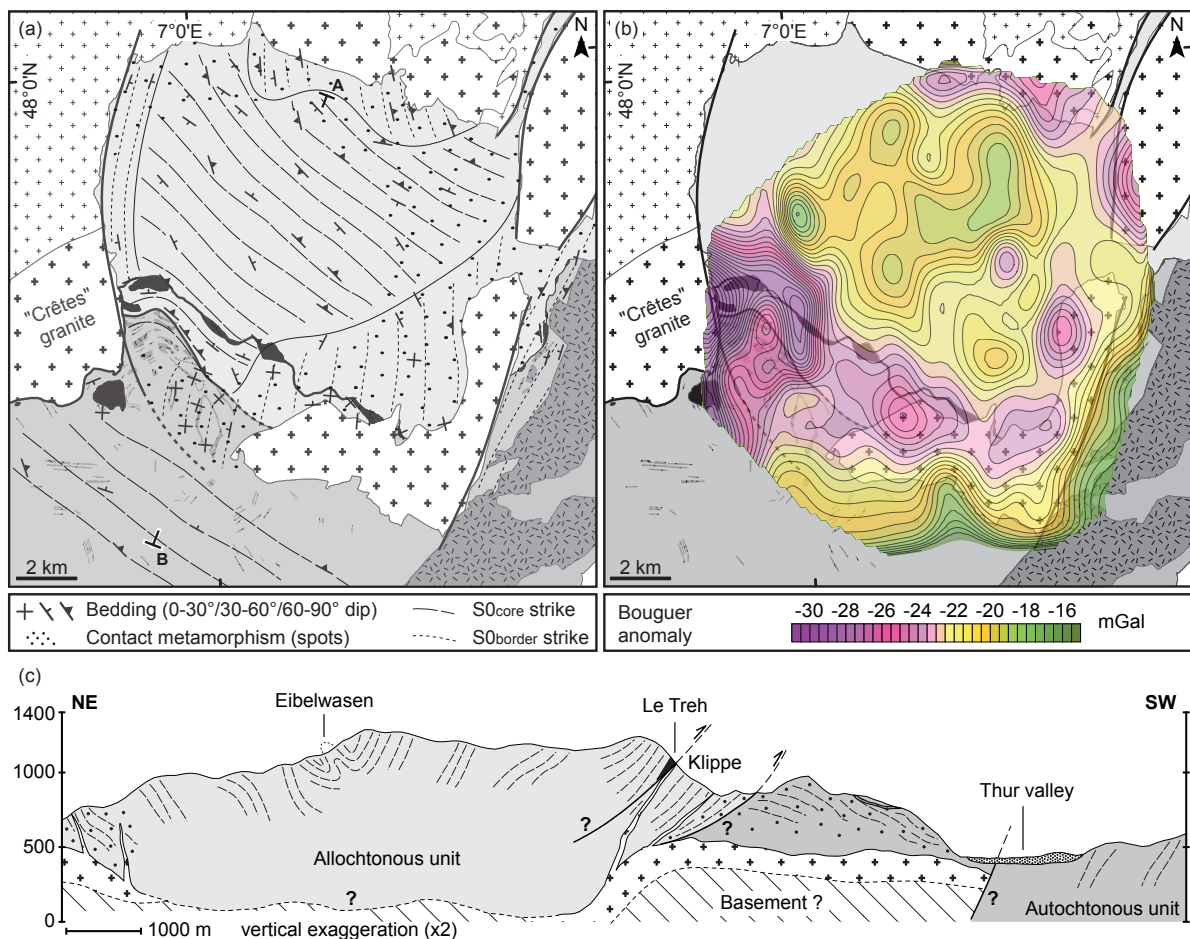 (a)
7°0'E
N
48°0'N
A
"Crêtes"
granite
B
2 km
(b)
7°0'E
N
48°0'N
"Crêtes"
granite
2 km
Bedding (0-30°/30-60°/60-90° dip)
S0core strike
Contact metamorphism (spots)
S0border strike
Bouguer
anomaly
-30 -28 -26 -24 -22 -20 -18 -16
mGal
(c)
NE
SW
1400
1000
500
0
Eibelwasen
Le Treh
Klippe
Thur valley
?
?
?
?
Allochtonous unit
Basement ?
Autochtonous unit
1000 m
vertical exaggeration (x2)